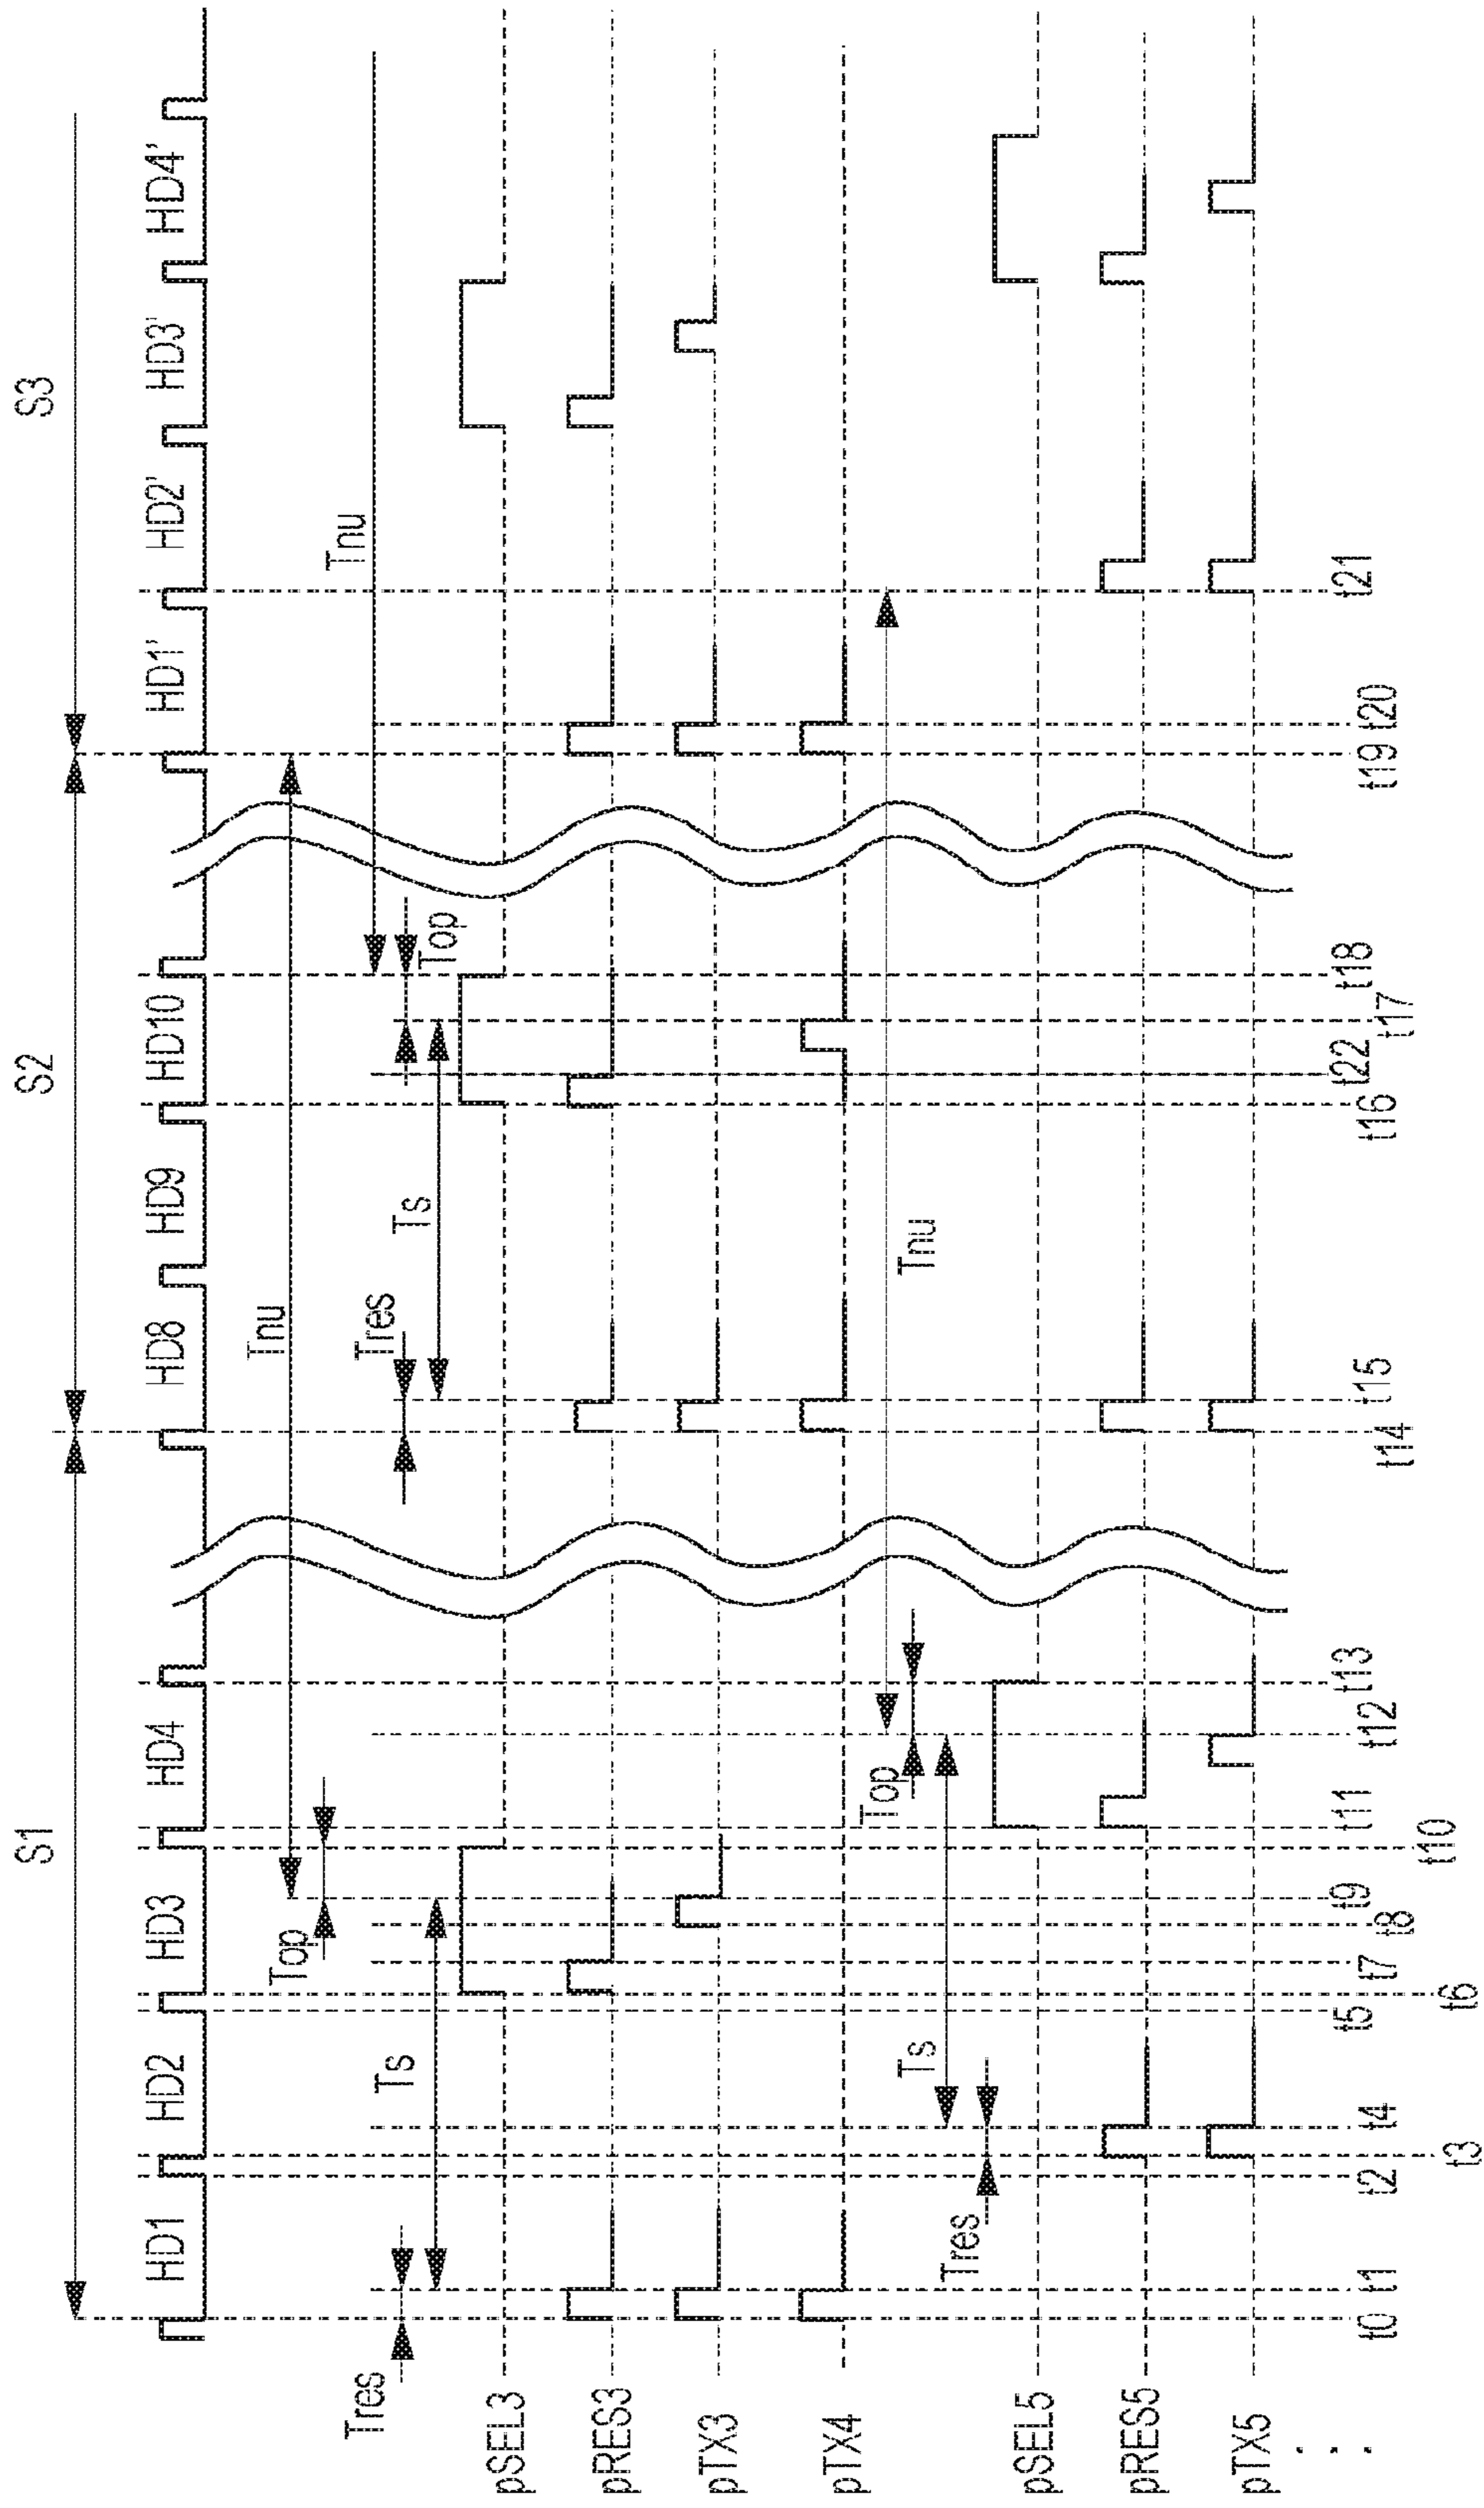 S1 S2 S3
HD1 HD2 HD3 HD4 HD8 HD9 HD10 HD1' HD2' HD3' HD4'
Tnu
Tnu
Top Top
Tres Ts Tres Ts
pSEL3
pRES3
pTX3
pTX4
Tnu
Top
Ts
Tres
pSEL5
pRES5
pTX5
t0 t1 t2 t4 t5 t7 t9 t11 t12 t13 t15 t22 t18 t20 t21
t8 t14 t16 t17 t19
t3 t6 t10